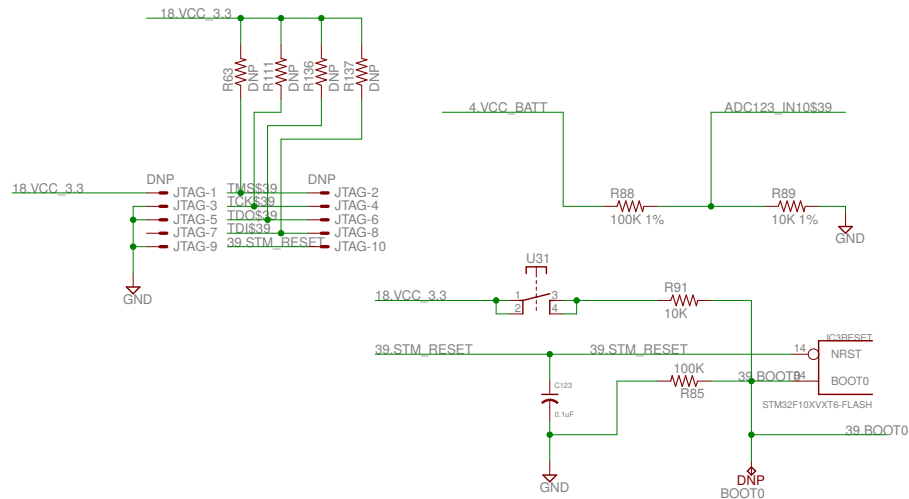 18.VCC_3.3
R63
DNP
R111
DNP
R136
DNP
R137
DNP
4.VCC_BATT
ADC123_IN10$39
DNP
DNP
18.VCC_3.3
JTAG-1
TMS$39
JTAG-2
JTAG-3
TCK$39
JTAG-4
JTAG-5
TDO$39
JTAG-6
JTAG-7
TDI$39
JTAG-8
JTAG-9
39.STM_RESET
JTAG-10
R88
100K 1%
R89
10K 1%
GND
GND
U31
18.VCC_3.3
1
3
2
4
R91
10K
39.STM_RESET
39.STM_RESET
IC3RESET
14
NRST
100K
R85
39.BOOT0
94
BOOT0
STM32F10XVXT6-FLASH
C123
0.1uF
39.BOOT0
GND
DNP
BOOT0